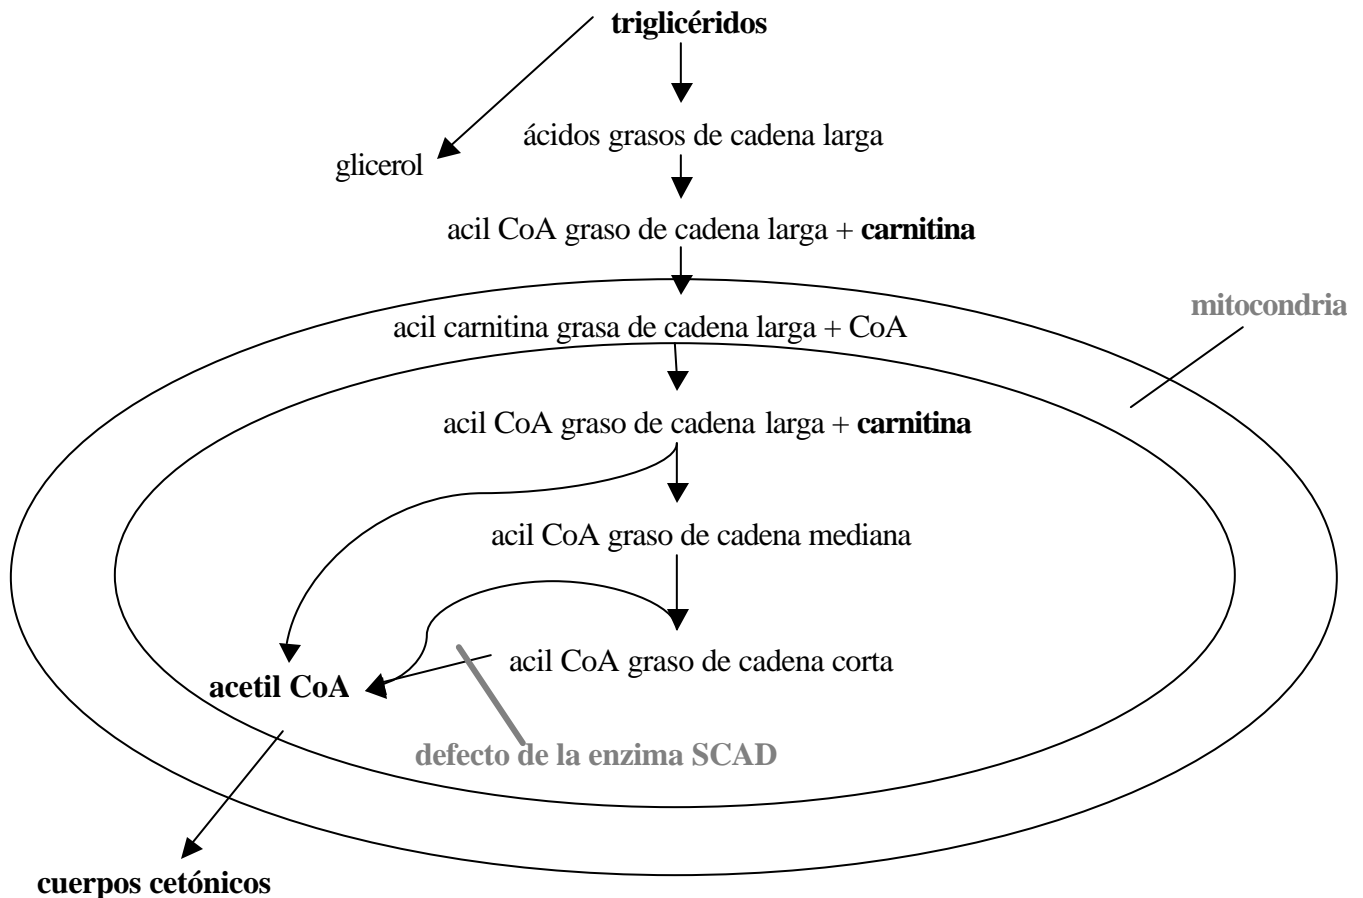 triglicéridos
ácidos grasos de cadena larga
glicerol
acil CoA graso de cadena larga + carnitina
mitocondria
acil carnitina grasa de cadena larga + CoA
acil CoA graso de cadena larga + carnitina
acil CoA graso de cadena mediana
acil CoA graso de cadena corta
acetil CoA
defecto de la enzima SCAD
cuerpos cetónicos